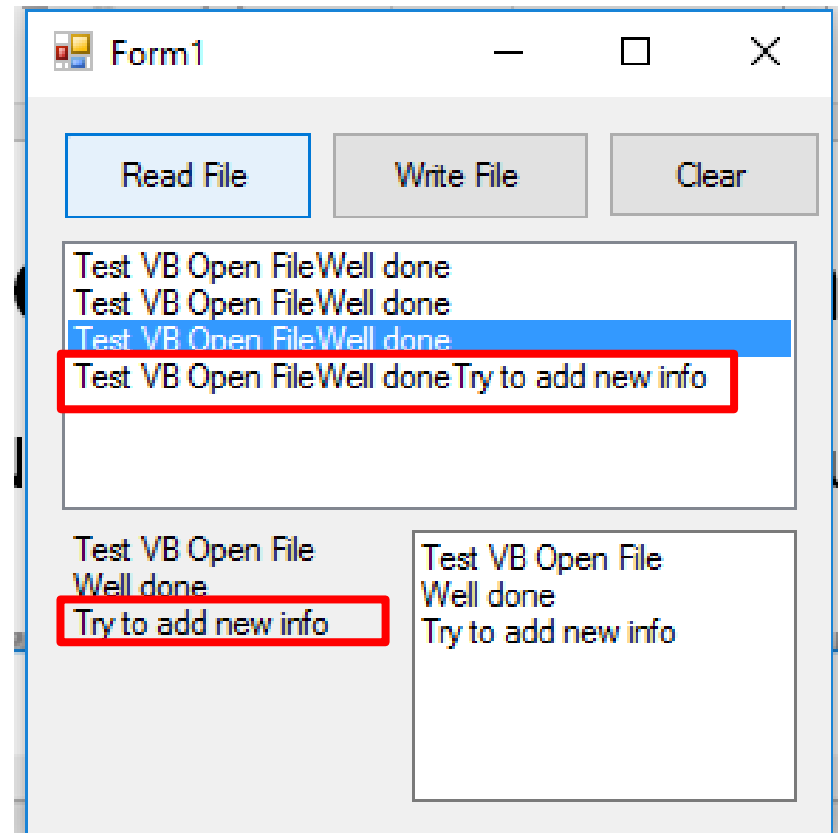 Form1
Read File Write File Clear
Test VB Open FileWell done
Test VB Open FileWell done
Test VB Open FileWell done
Test VB Open FileWell doneTry to add new info
Test VB Open File
Well done
Try to add new info
Test VB Open File
Well done
Try to add new info